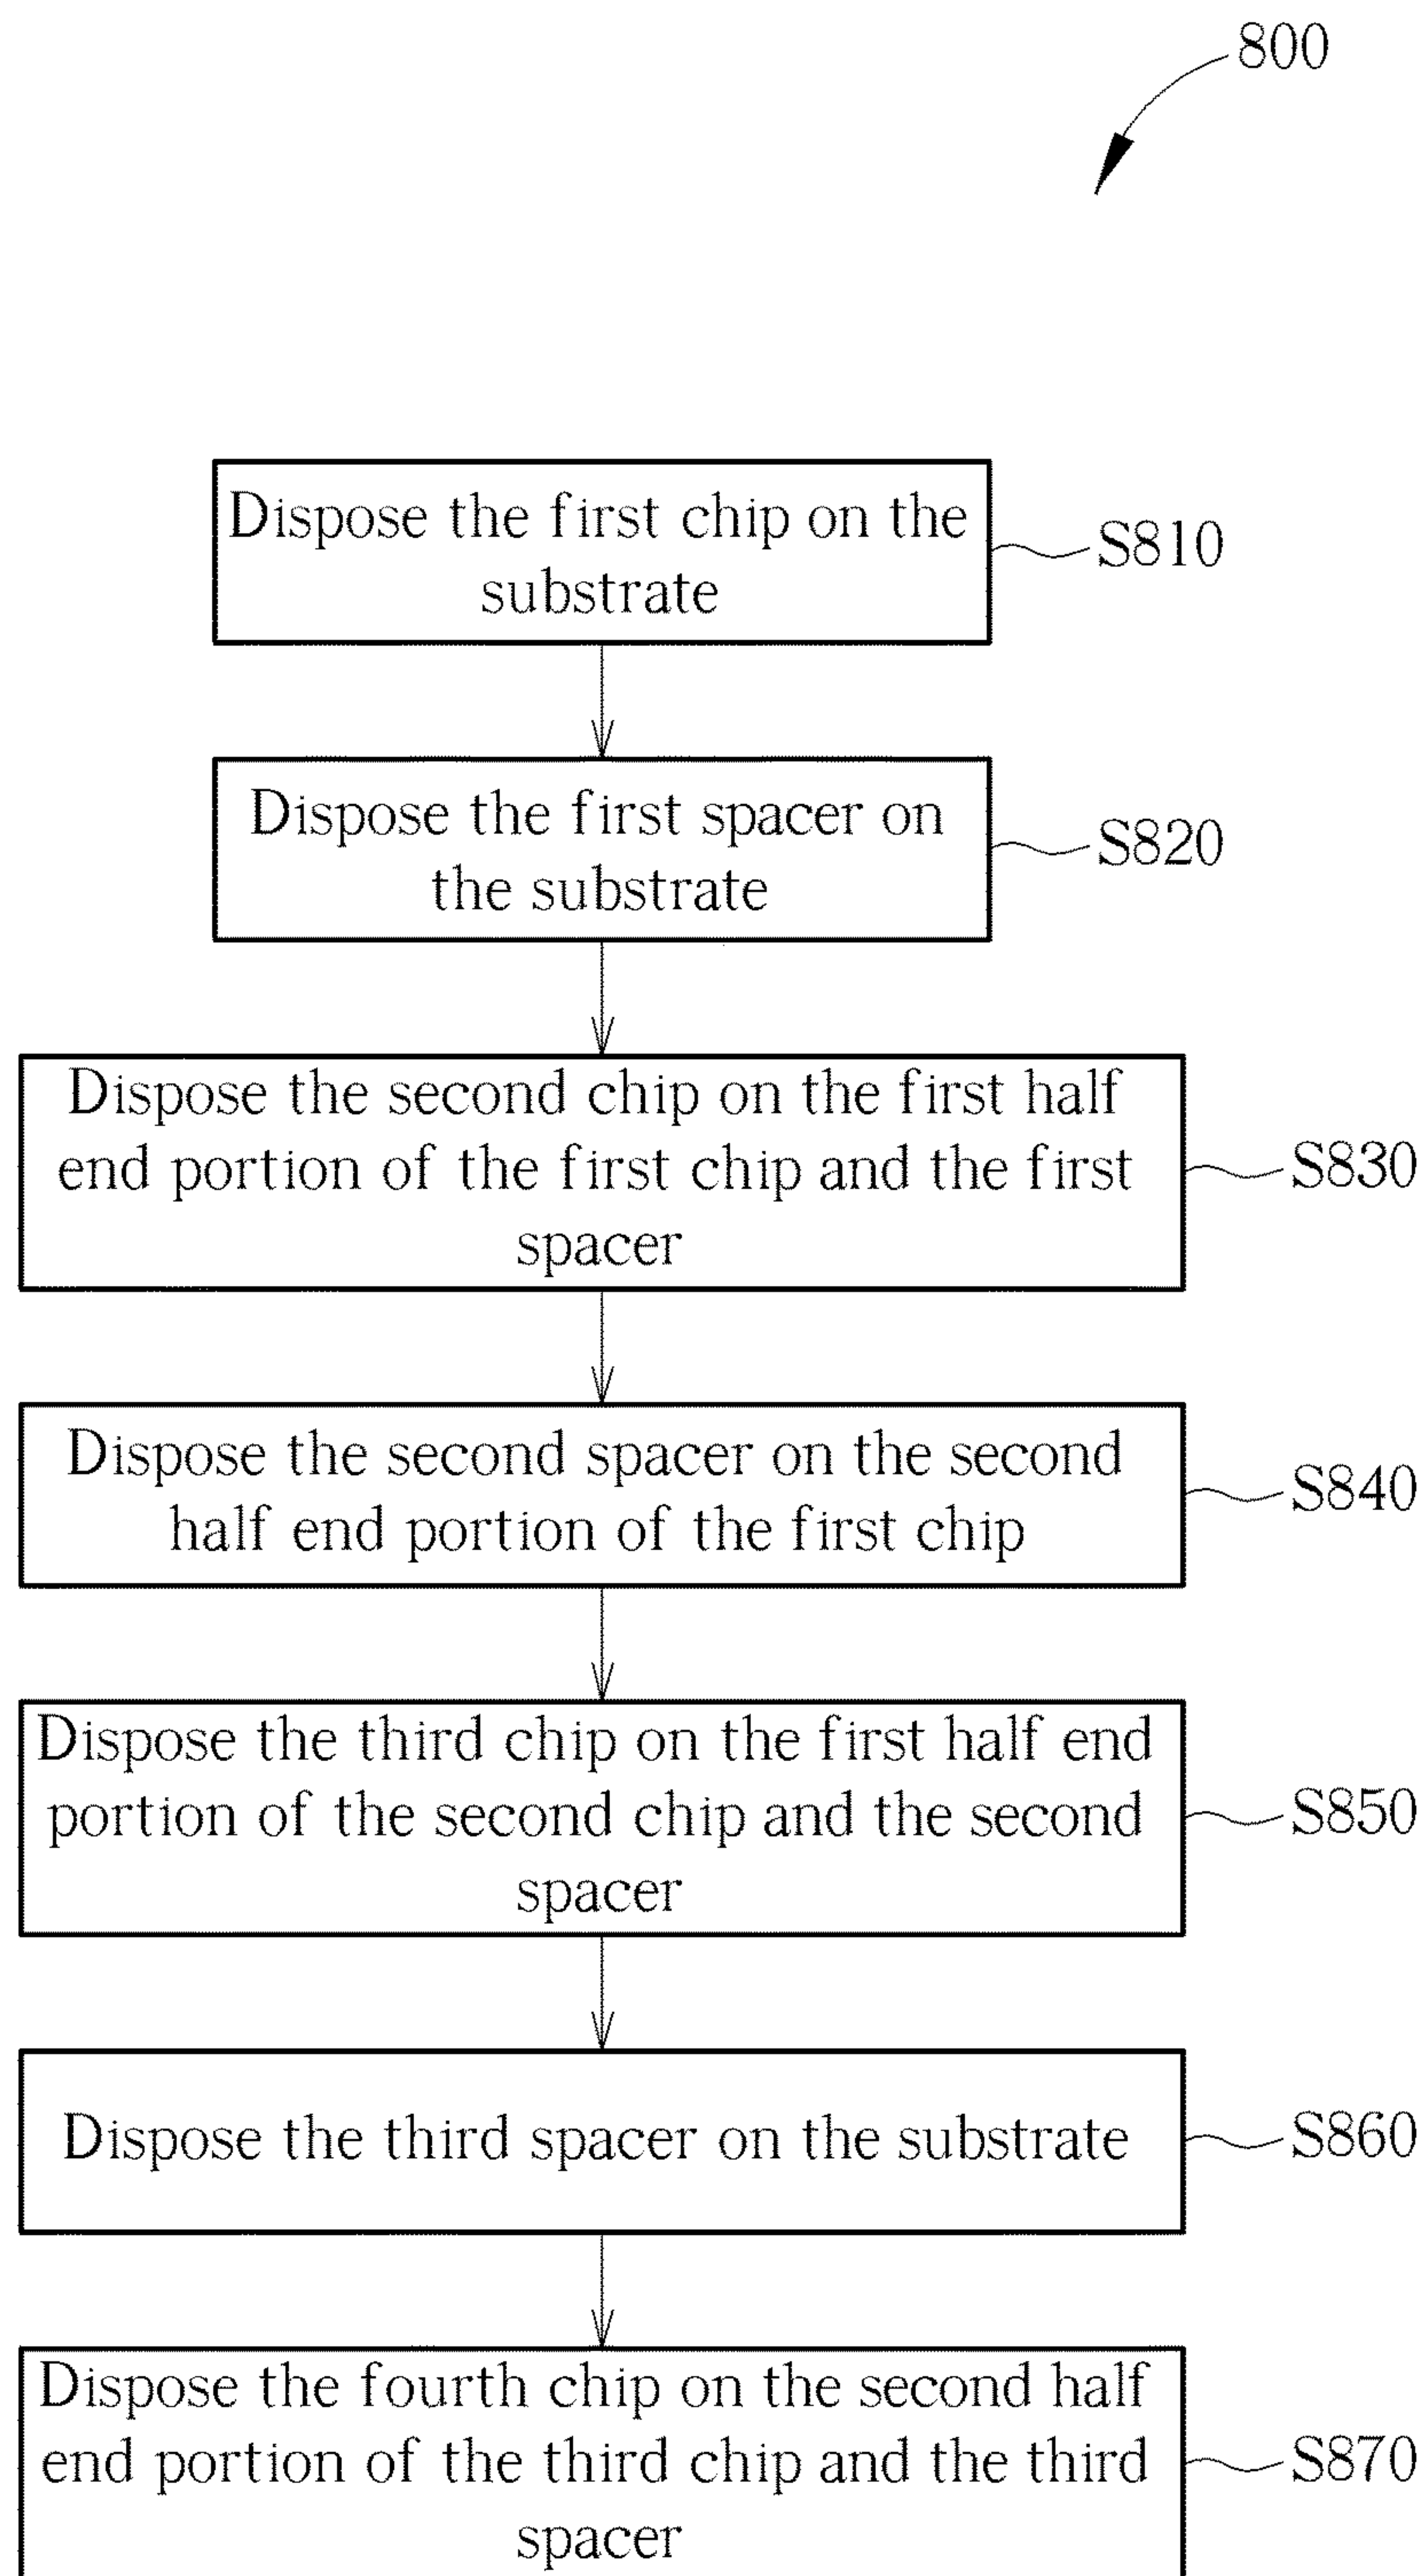 800
Dispose the first chip on the
substrate
S810
Dispose the first spacer on
the substrate
S820
Dispose the second chip on the first half
end portion of the first chip and the first
spacer
S830
Dispose the second spacer on the second
half end portion of the first chip
S840
Dispose the third chip on the first half end
portion of the second chip and the second
spacer
S850
Dispose the third spacer on the substrate
S860
Dispose the fourth chip on the second half
end portion of the third chip and the third
spacer
S870